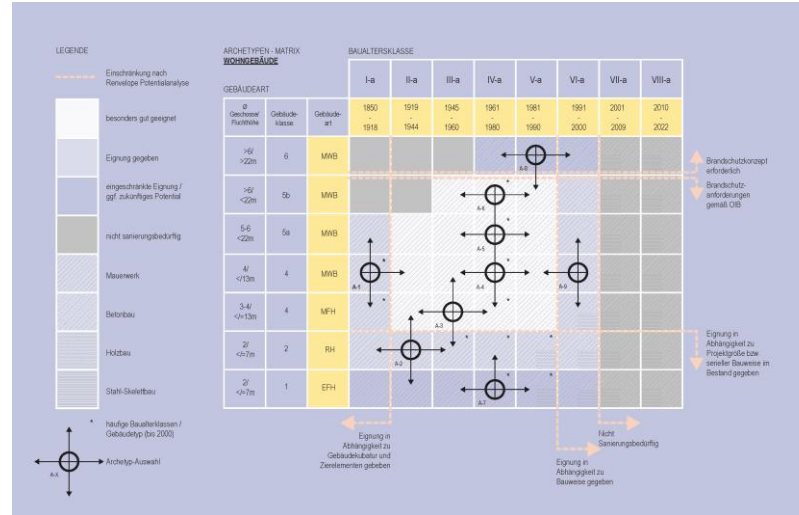 LEGENDE
Einschränkung nach
Renvelope Potentialanalyse
besonders gut geeignet
Eignung gegeben
eingeschränkte Eignung /
ggf. zukünftiges Potential
nicht sanierungsbedürftig
Mauerwerk
Betonbau
Holzbau
Stahl-Skelettbau
* häufige Baualterklassen /
Gebäudetyp (bis 2000)
A-X
Archetyp-Auswahl
ARCHETYPEN - MATRIX
WOHNGEBÄUDE
BAUALTERSKLASSE
GEBÄUDEART
I-a II-a III-a IV-a V-a VI-a VII-a VIII-a
Ø
Geschosse/
Fluchthöhe
Gebäude-
klasse
Gebäude-
art
1850 - 1918
1919 - 1944
1945 - 1960
1961 - 1980
1981 - 1990
1991 - 2000
2001 - 2009
2010 - 2022
>6/
>22m
6
MWB
>6/
<22m
5b
MWB
5-6
<22m
5a
MWB
4/
</13m
4
MWB
3-4/
</=13m
4
MFH
2/
</=7m
2
RH
2/
</=7m
1
EFH
A-6
A-5
A-1
A-4
A-9
A-3
A-2
A-7
Brandschutzkonzept
erforderlich
Brandschutz-
anforderungen
gemäß OIB
Eignung in
Abhängigkeit zu
Projektgröße bzw
serieller Bauweise im
Bestand gegeben
Eignung in
Abhängigkeit zu
Gebäudekubatur und
Zierelementen gebeben
Nicht
Sanierungsbedürftig
Eignung in
Abhängigkeit zu
Bauweise gegeben